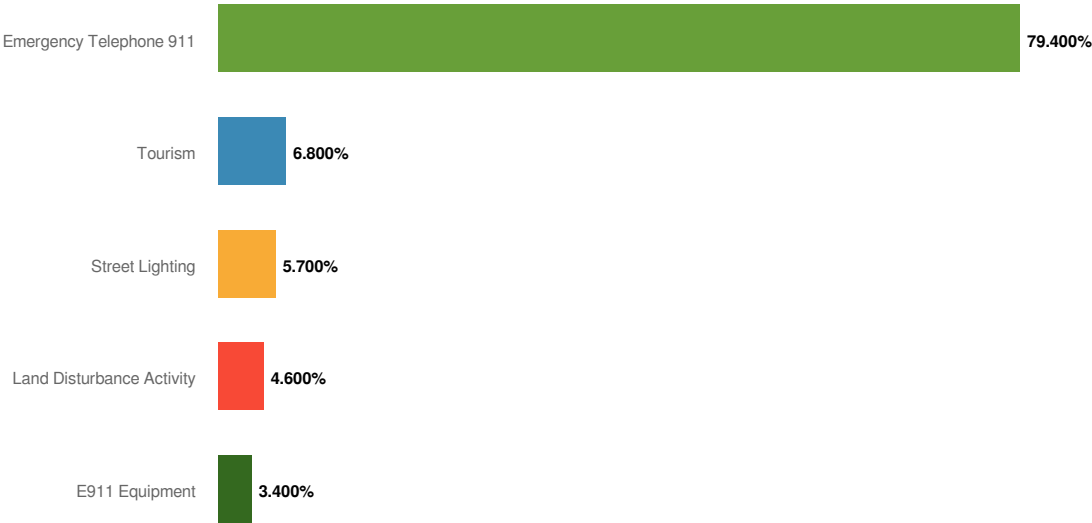 Emergency Telephone 911 79.400%
Tourism 6.800%
Street Lighting 5.700%
Land Disturbance Activity 4.600%
E911 Equipment 3.400%